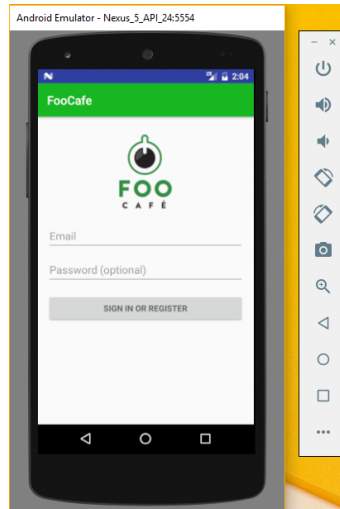 Android Emulator - Nexus_5_API_24:5554
2:04
FooCafe
FOO
CAFÉ
Email
Password (optional)
SIGN IN OR REGISTER